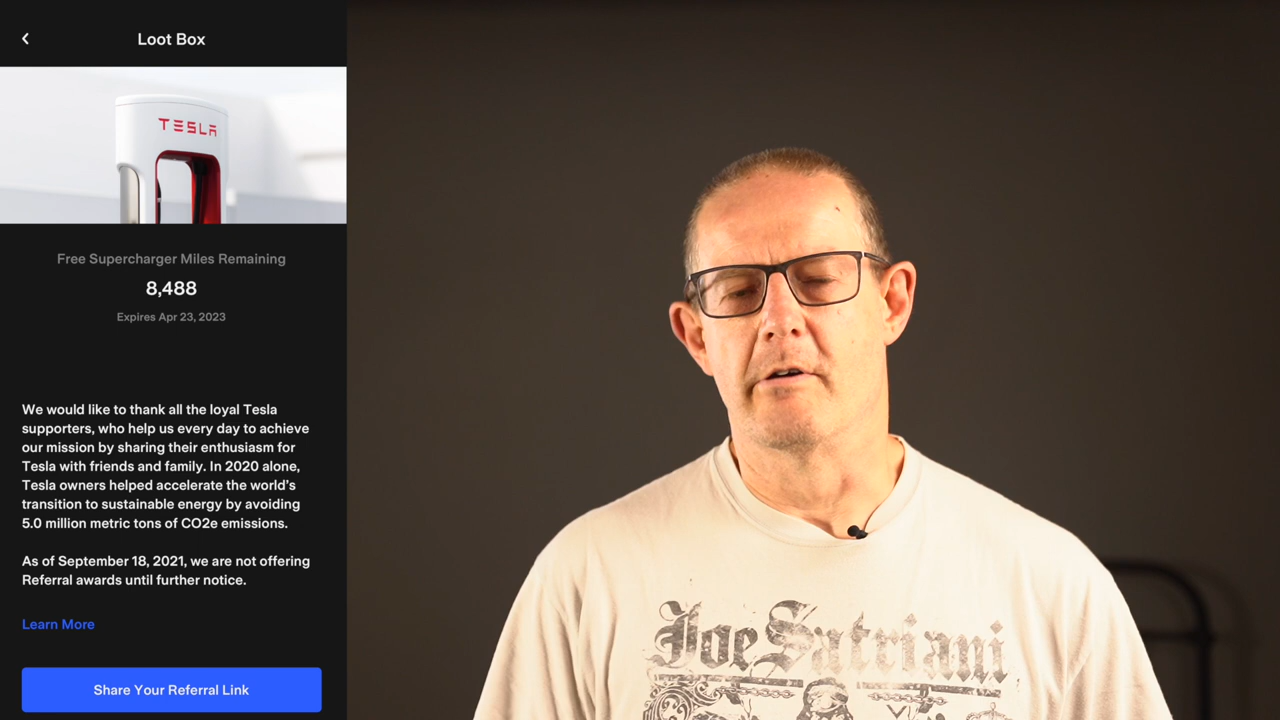 Loot Box
TESLA
Free Supercharger Miles Remaining
8,488
Expires Apr 23, 2023
We would like to thank all the loyal Tesla
supporters, who help us every day to achieve
our mission by sharing their enthusiasm for
Tesla with friends and family. In 2020 alone,
Tesla owners helped accelerate the world's
transition to sustainable energy by avoiding
5.0 million metric tons of CO2e emissions.
As of September 18, 2021, we are not offering
Referral awards until further notice.
Learn More
Share Your Referral Link
Joe Satriani